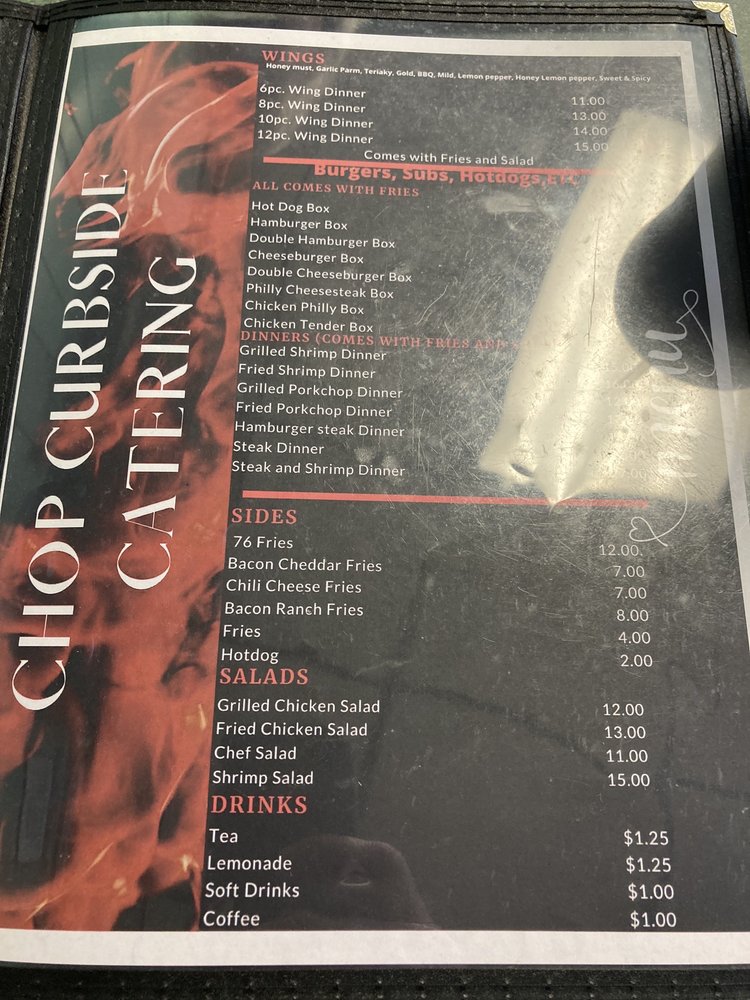 CHOP CURBSIDE
CATERING
menu
WINGS
Honey must, Garlic Parm, Teriaky, Gold, BBQ, Mild, Lemon pepper, Honey Lemon pepper, Sweet & Spicy
6pc. Wing Dinner 11.00
8pc. Wing Dinner 13.00
10pc. Wing Dinner 14.00
12pc. Wing Dinner 15.00
Comes with Fries and Salad
Burgers, Subs, Hotdogs,ETC
ALL COMES WITH FRIES
Hot Dog Box
Hamburger Box
Double Hamburger Box
Cheeseburger Box
Double Cheeseburger Box
Philly Cheesesteak Box
Chicken Philly Box
Chicken Tender Box
DINNERS (COMES WITH FRIES AND
Grilled Shrimp Dinner
Fried Shrimp Dinner
Grilled Porkchop Dinner
Fried Porkchop Dinner
Hamburger steak Dinner
Steak Dinner
Steak and Shrimp Dinner
SIDES
76 Fries 12.00.
Bacon Cheddar Fries 7.00
Chili Cheese Fries 7.00
Bacon Ranch Fries 8.00
Fries 4.00
Hotdog 2.00
SALADS
Grilled Chicken Salad 12.00
Fried Chicken Salad 13.00
Chef Salad 11.00
Shrimp Salad 15.00
DRINKS
Tea $1.25
Lemonade $1.25
Soft Drinks $1.00
Coffee $1.00